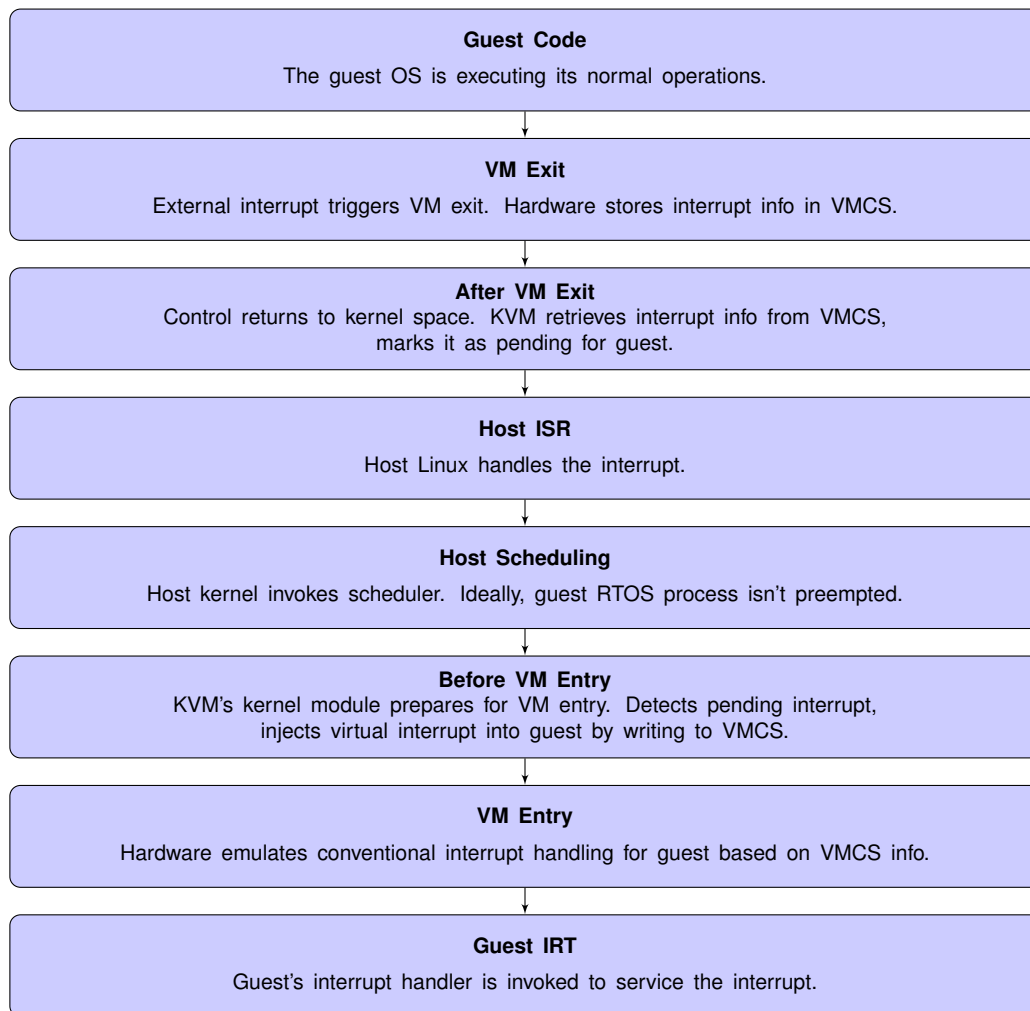 Guest Code
The guest OS is executing its normal operations.
VM Exit
External interrupt triggers VM exit. Hardware stores interrupt info in VMCS.
After VM Exit
Control returns to kernel space. KVM retrieves interrupt info from VMCS,
marks it as pending for guest.
Host ISR
Host Linux handles the interrupt.
Host Scheduling
Host kernel invokes scheduler. Ideally, guest RTOS process isn't preempted.
Before VM Entry
KVM's kernel module prepares for VM entry. Detects pending interrupt,
injects virtual interrupt into guest by writing to VMCS.
VM Entry
Hardware emulates conventional interrupt handling for guest based on VMCS info.
Guest IRT
Guest's interrupt handler is invoked to service the interrupt.